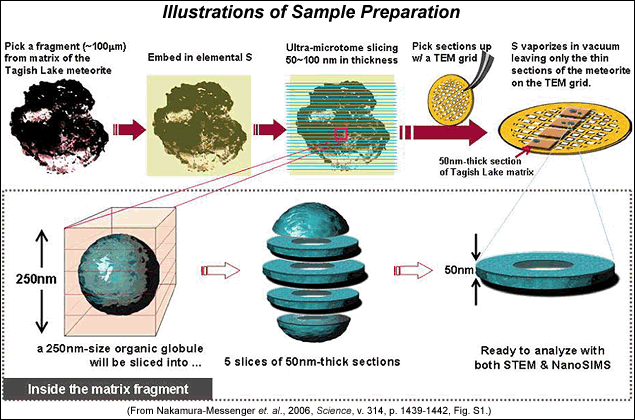 Illustrations of Sample Preparation
Pick a fragment (~100μm)
from matrix of the
Tagish Lake meteorite
Embed in elemental S
Ultra-microtome slicing
50~100 nm in thickness
Pick sections up
w/ a TEM grid
S vaporizes in vacuum
leaving only the thin
sections of the meteorite
on the TEM grid.
50nm-thick section
of Tagish Lake matrix
250nm
50nm
a 250nm-size organic globule
will be sliced into ...
5 slices of 50nm-thick sections
Ready to analyze with
both STEM & NanoSIMS
Inside the matrix fragment
(From Nakamura-Messenger et. al., 2006, Science, v. 314, p. 1439-1442, Fig. S1.)